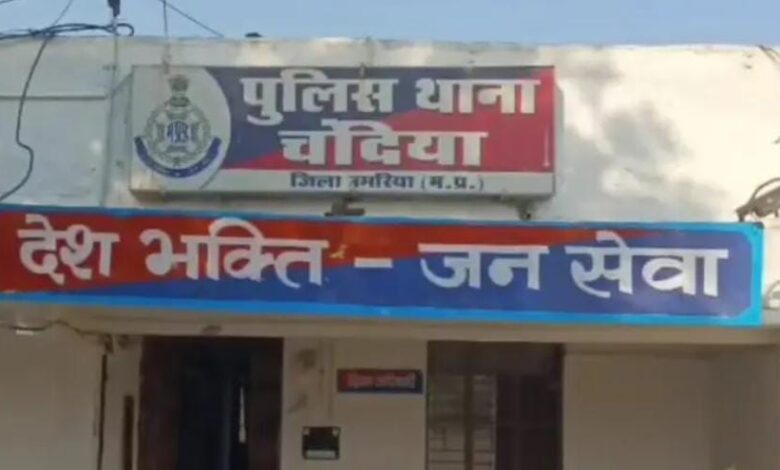 पुलिस थाना
चंदिया
जिला उमरिया (म.प्र.)
देश भक्ति - जन सेवा